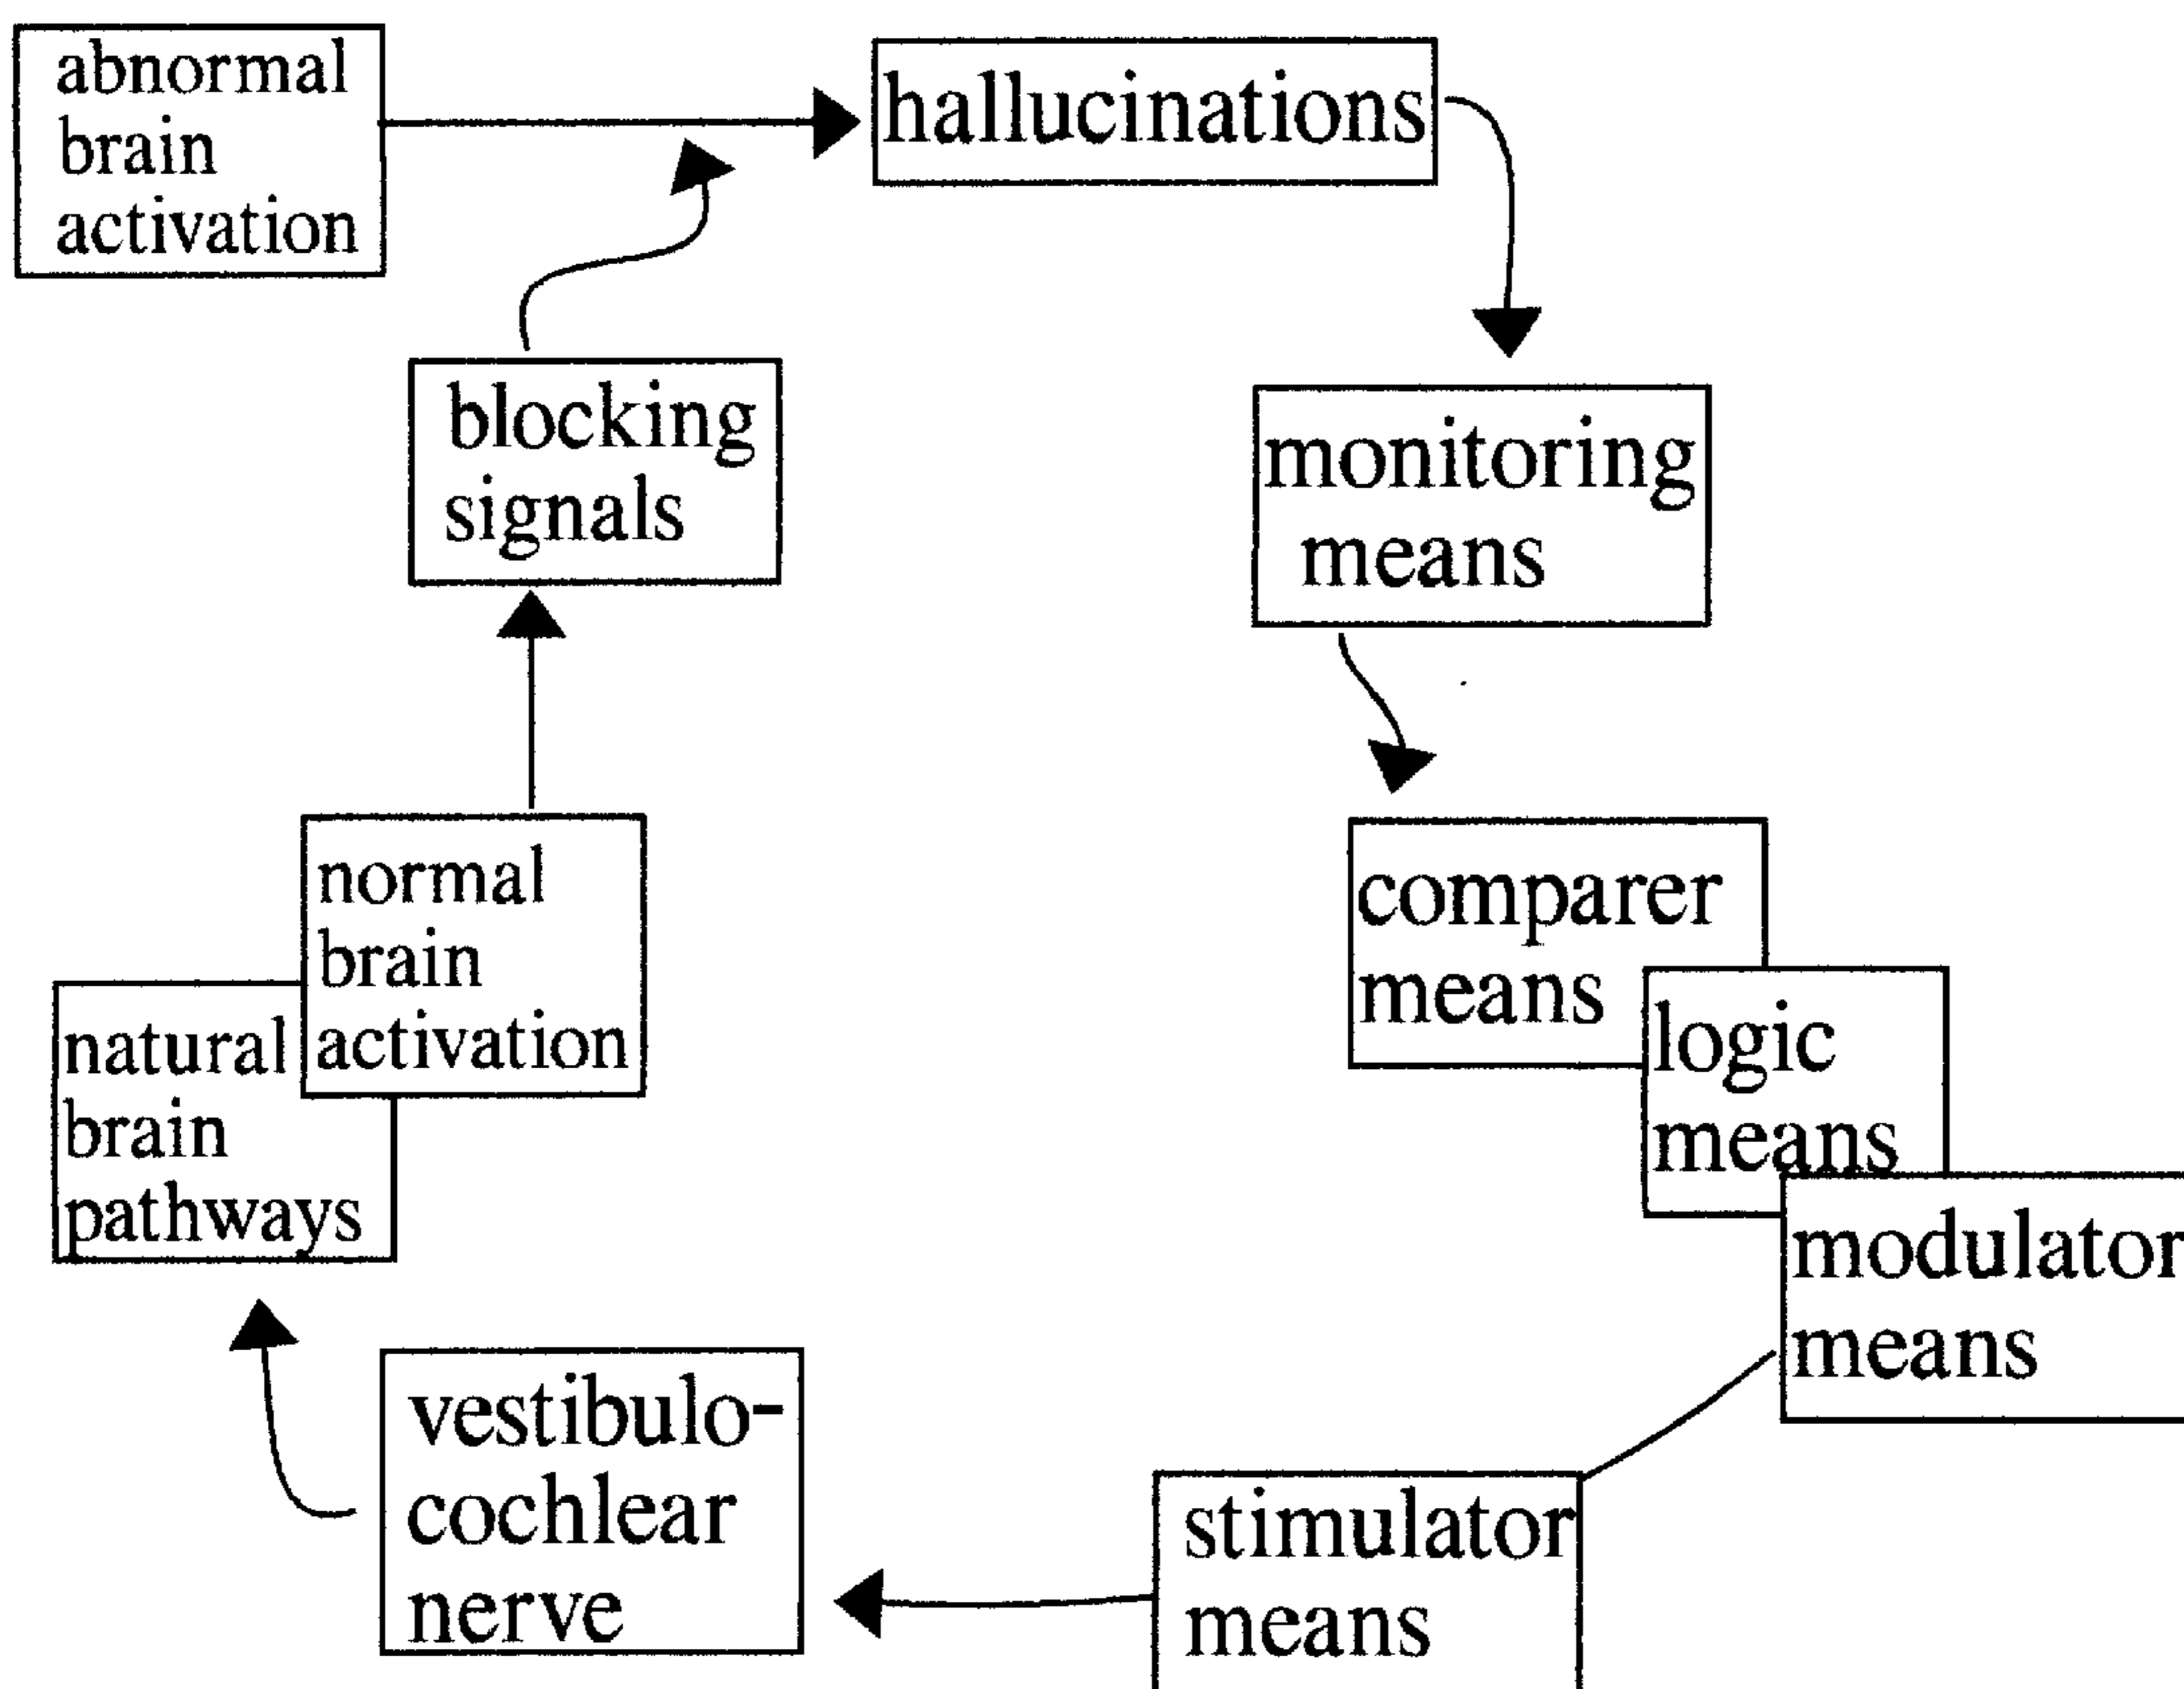 abnormal
brain
activation
hallucinations
blocking
signals
monitoring
means
normal
brain
activation
natural
brain
pathways
comparer
means
logic
means
modulator
means
vestibulo-
cochlear
nerve
stimulator
means